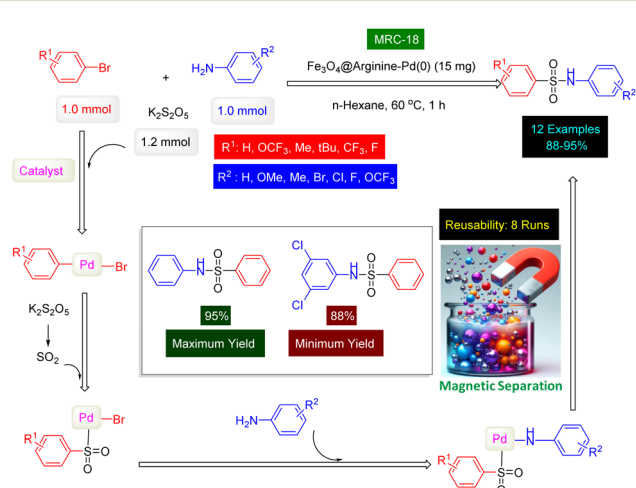 MRC-18
R1
Br
+
H2N
R2
Fe3O4@Arginine-Pd(0) (15 mg)
n-Hexane, 60 °C, 1 h
R1
O
S
O
H
N
R2
1.0 mmol
K2S2O5
1.0 mmol
1.2 mmol
12 Examples
88-95%
R1: H, OCF3, Me, tBu, CF3, F
R2 : H, OMe, Me, Br, Cl, F, OCF3
Catalyst
Reusability: 8 Runs
R1
Pd
Br
H
N
O
S
O
Cl
Cl
H
N
O
S
O
95%
Maximum Yield
88%
Minimum Yield
K2S2O5
SO2
Magnetic Separation
Pd
Br
R1
S
O
O
H2N
R2
Pd
H
N
R2
R1
S
O
O